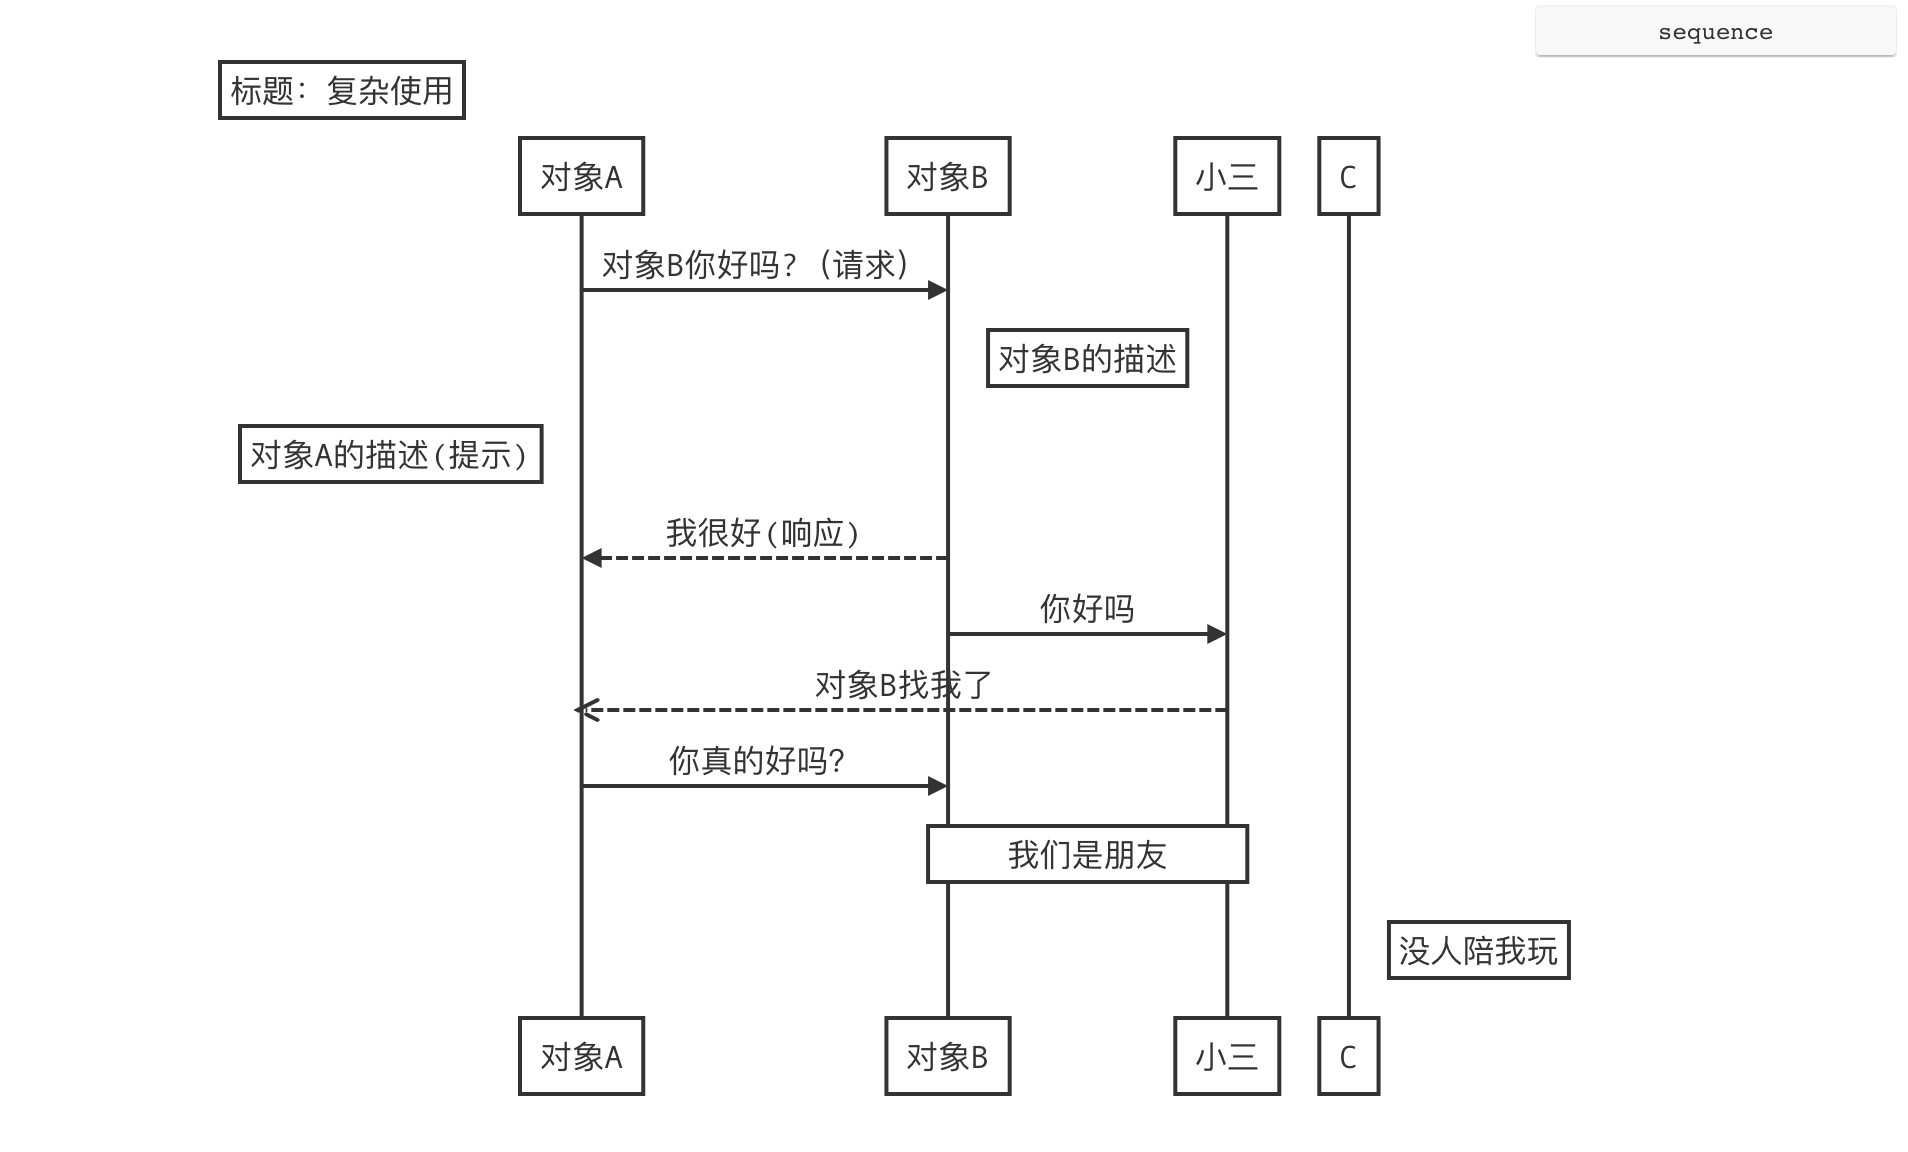 sequence
标题：复杂使用
对象A
对象B
小三
C
对象B你好吗?（请求）
对象B的描述
对象A的描述(提示)
我很好(响应)
你好吗
对象B找我了
你真的好吗？
我们是朋友
没人陪我玩
对象A
对象B
小三
C